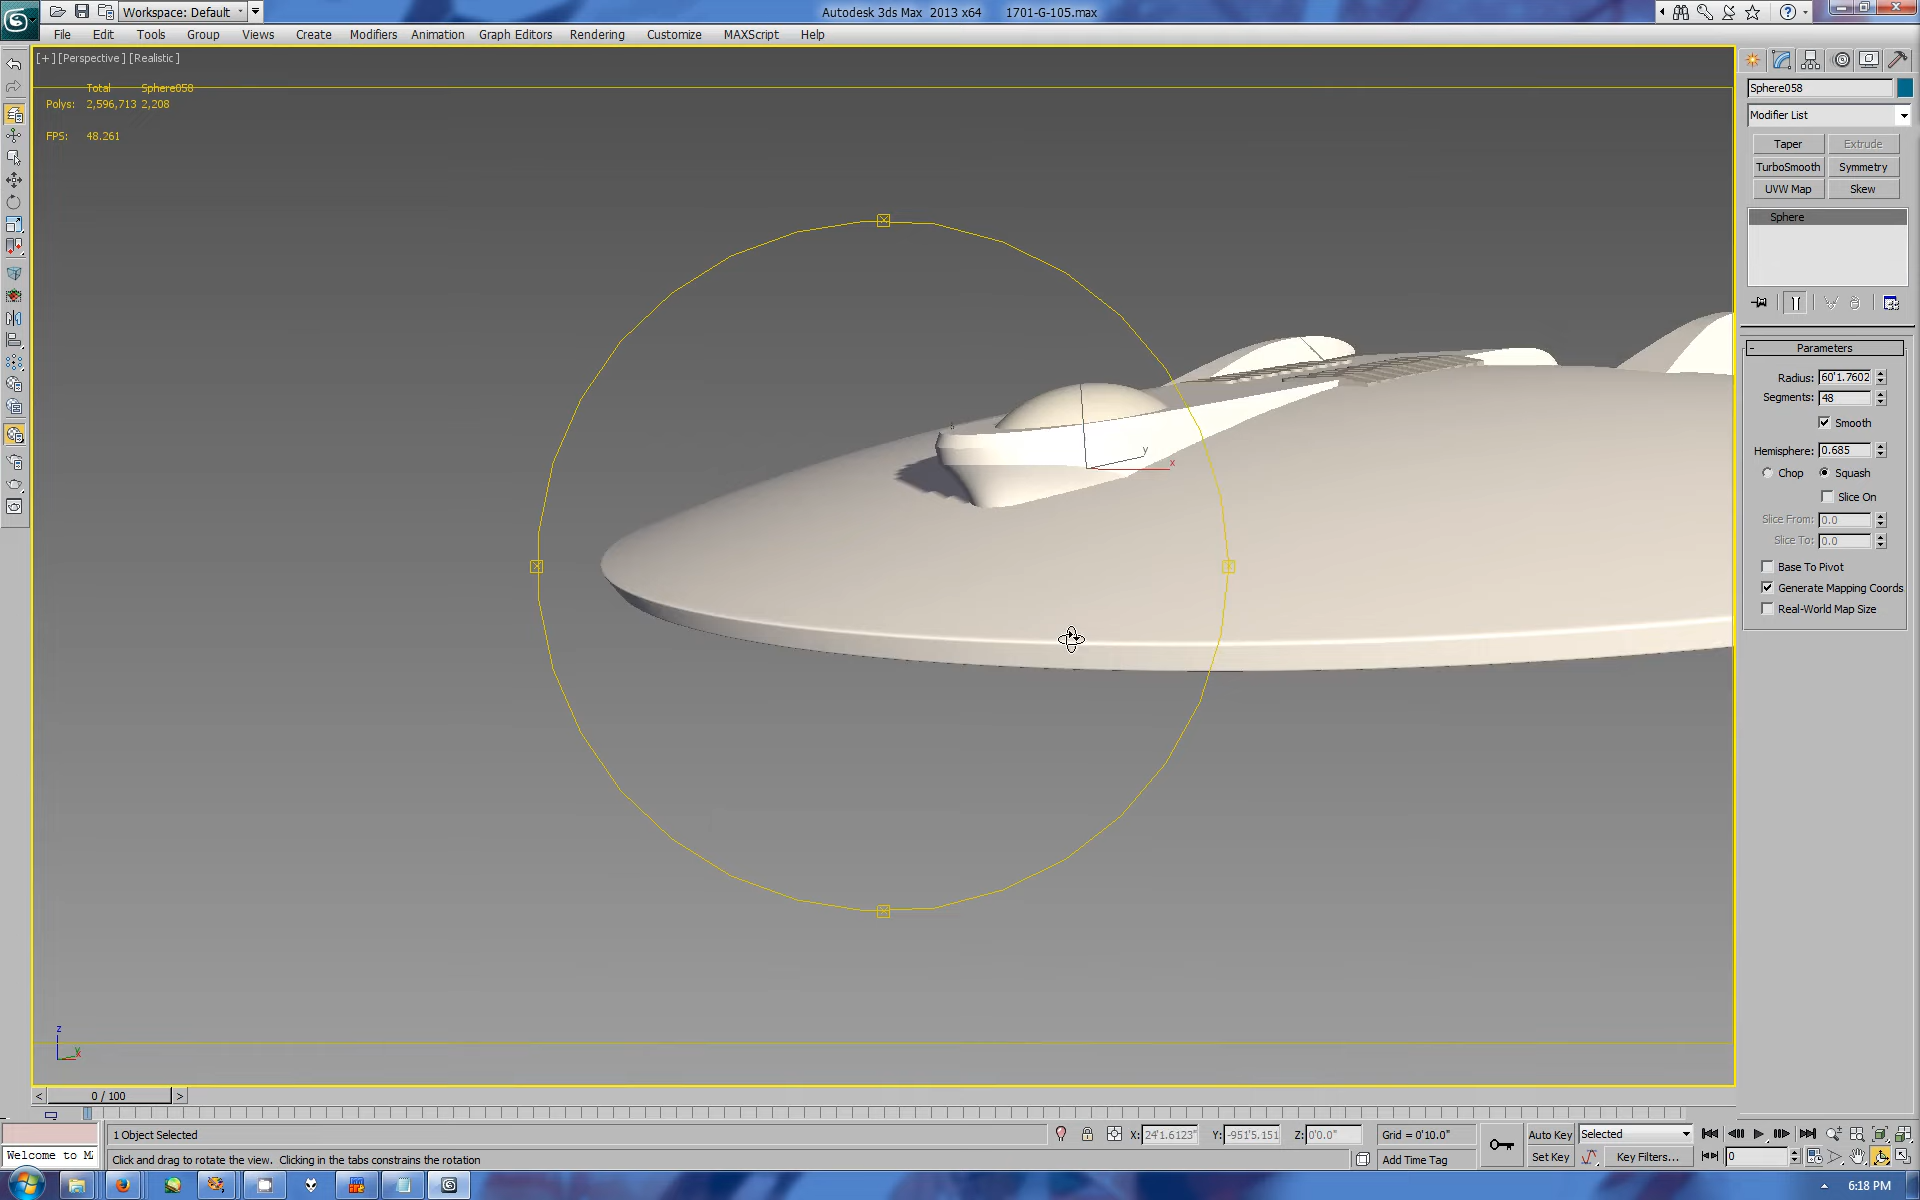 Workspace: Default
Autodesk 3ds Max 2013 x64 1701-G-105.max
File Edit Tools Group Views Create Modifiers Animation Graph Editors Rendering Customize MAXScript Help
[+] [Perspective] [Realistic]
Total Sphere058
Polys: 2,596,713 2,208
FPS: 48.261
Sphere058
Modifier List
Taper Extrude
TurboSmooth Symmetry
UVW Map Skew
Sphere
- Parameters
Radius: 60'1.7602
Segments: 48
Smooth
Hemisphere: 0.685
Chop Squash
Slice On
Slice From: 0.0
Slice To: 0.0
Base To Pivot
Generate Mapping Coords
Real-World Map Size
y
x
z
x
< 0 / 100 >
1 Object Selected
X: 24'1.6123" Y: -951'5.151 Z: 0'0.0" Grid = 0'10.0"
Auto Key Selected
Welcome to M
Click and drag to rotate the view. Clicking in the tabs constrains the rotation
Add Time Tag
Set Key Key Filters... 0
6:18 PM